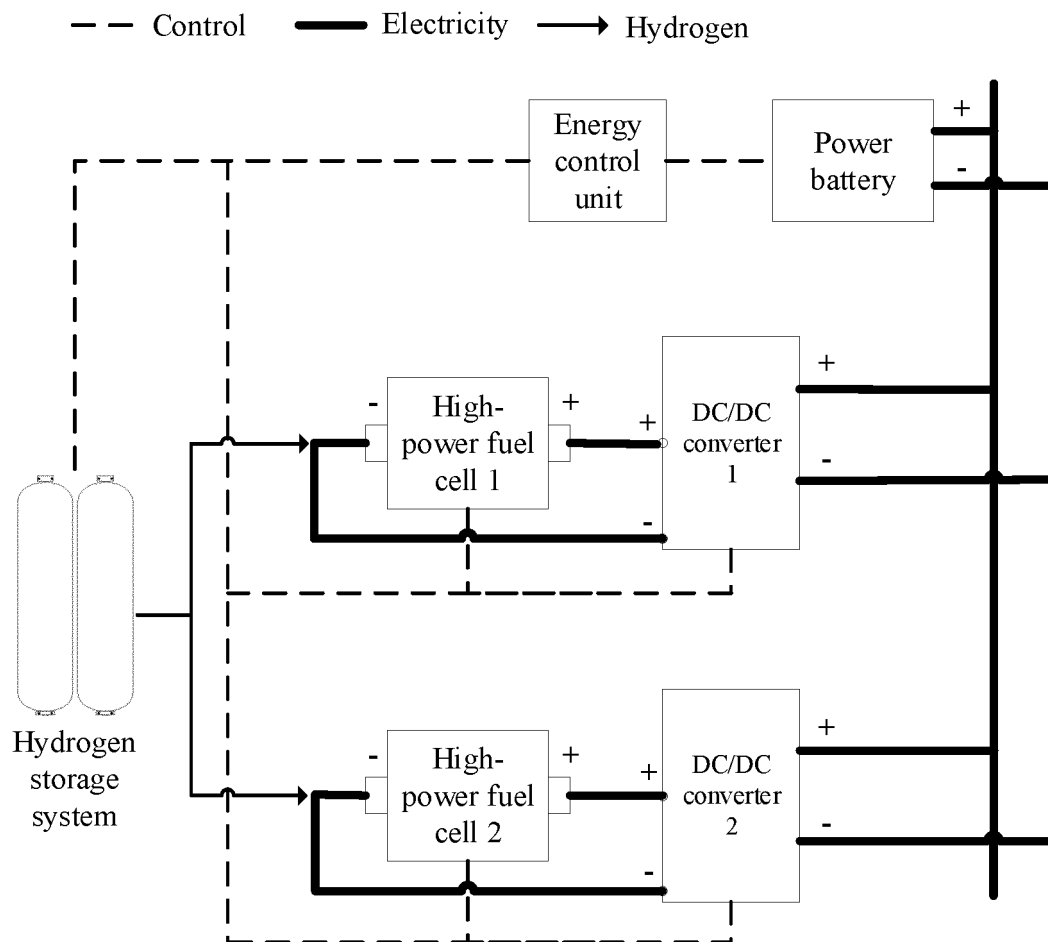 Control
Electricity
Hydrogen
Energy
control
unit
Power
battery
+
-
High-
power fuel
cell 1
-
+
+
-
DC/DC
converter
1
+
-
Hydrogen
storage
system
High-
power fuel
cell 2
-
+
+
-
DC/DC
converter
2
+
-